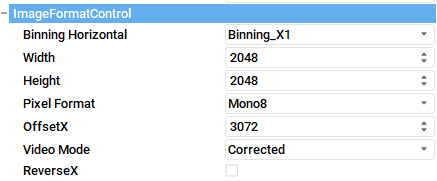 ImageFormatControl
Binning Horizontal Binning_X1
Width 2048
Height 2048
Pixel Format Mono8
OffsetX 3072
Video Mode Corrected
ReverseX